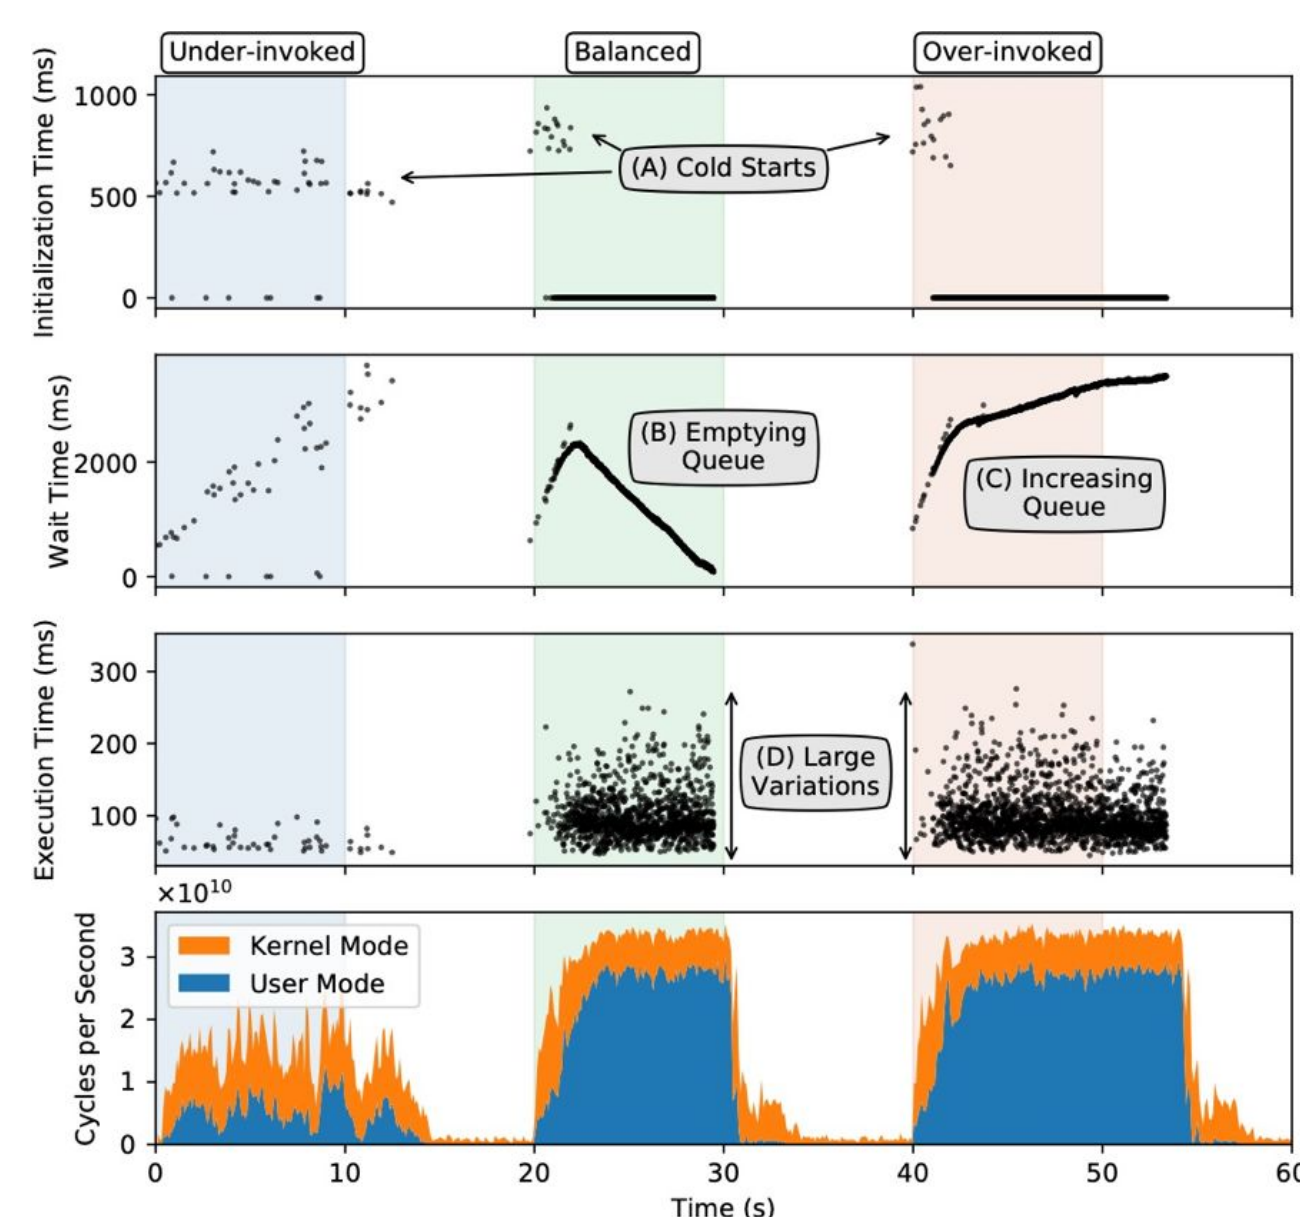 Under-invoked
Balanced
Over-invoked
Initialization Time (ms)
1000
500
0
(A) Cold Starts
Wait Time (ms)
2000
0
(B) Emptying
Queue
(C) Increasing
Queue
Execution Time (ms)
300
200
100
(D) Large
Variations
×10¹⁰
Cycles per Second
3
2
1
0
Kernel Mode
User Mode
0
10
20
30
40
50
Time (s)